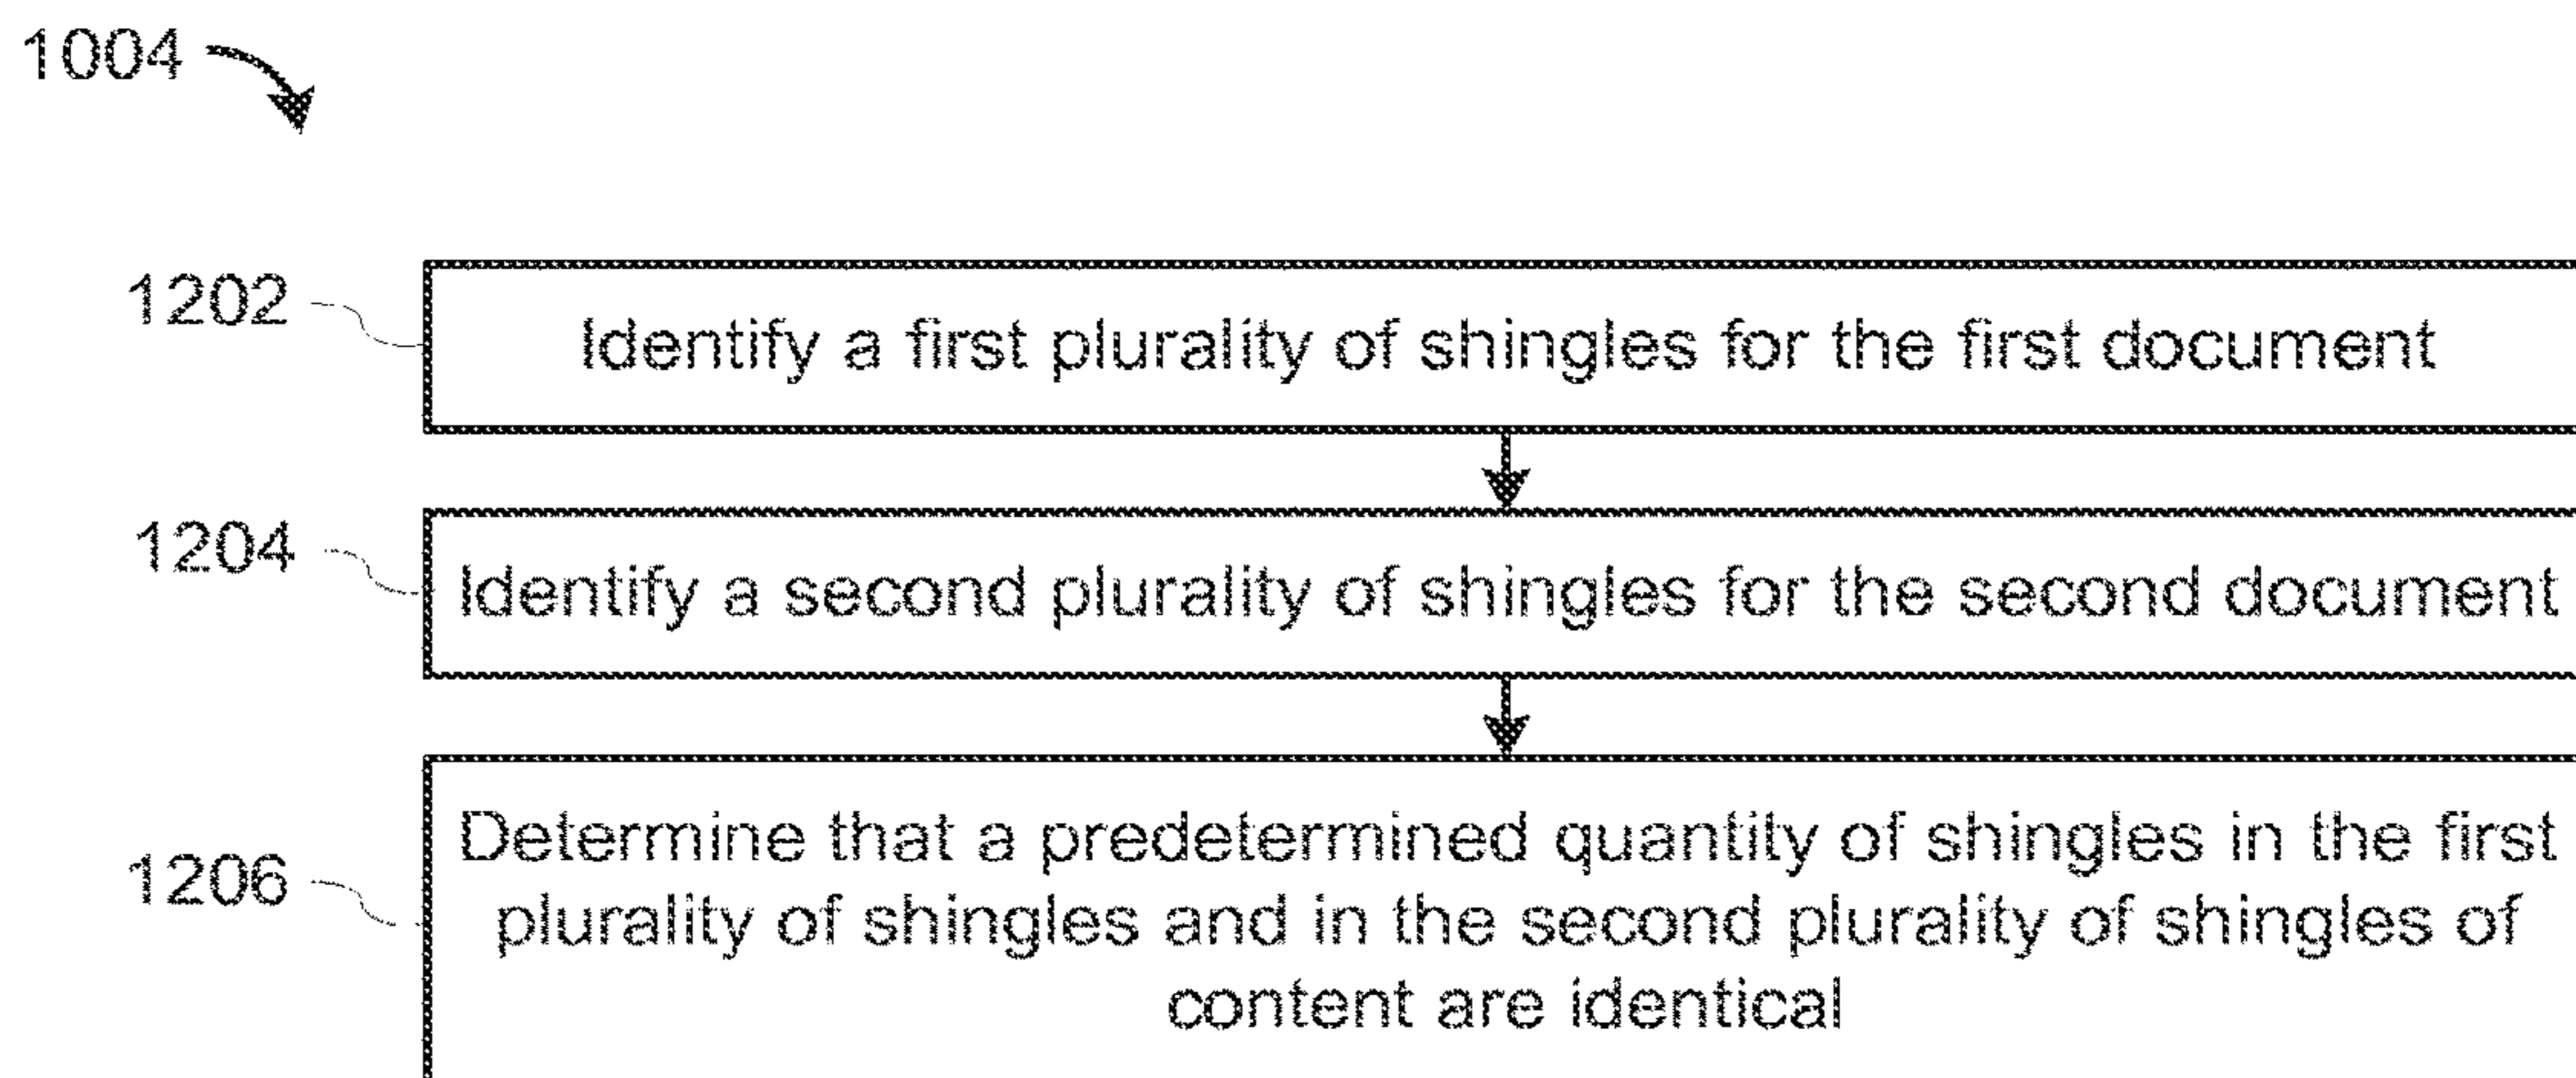 1004
1202
Identify a first plurality of shingles for the first document
1204
Identify a second plurality of shingles for the second document
1206
Determine that a predetermined quantity of shingles in the first
plurality of shingles and in the second plurality of shingles of
content are identical